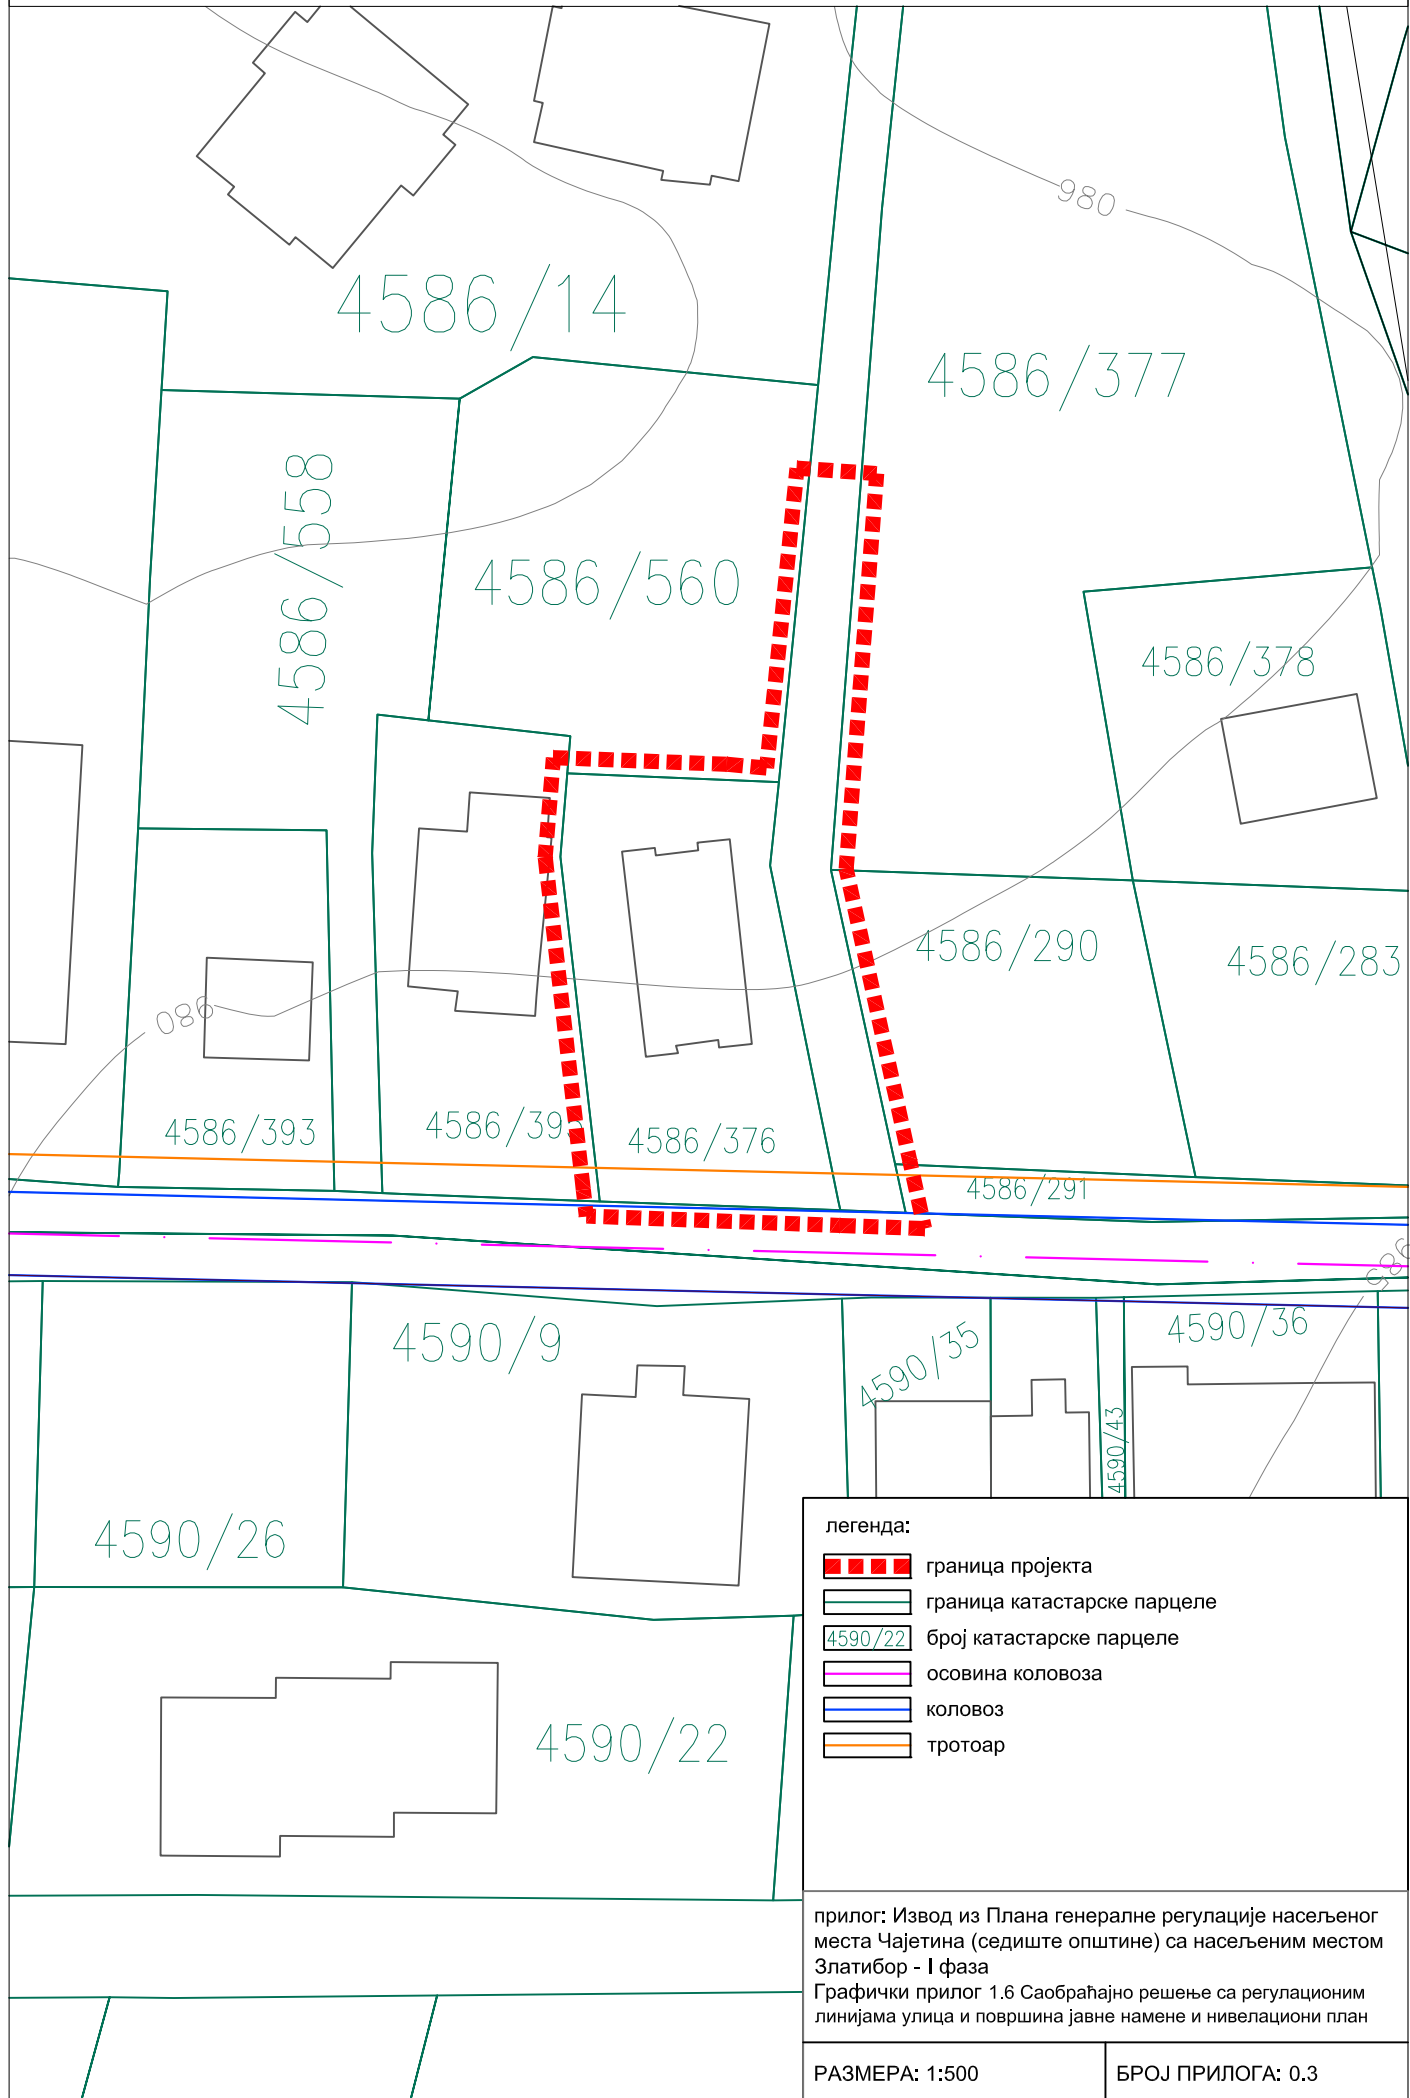 980
4586/14
4586/377
4586/558
4586/560
4586/378
4586/290
4586/283
980
4586/393
4586/395
4586/376
4586/291
985
4590/9
4590/35
4590/36
4590/43
4590/26
4590/22
легенда:
граница пројекта
граница катастарске парцеле
4590/22 број катастарске парцеле
осовина коловоза
коловоз
тротоар
прилог: Извод из Плана генералне регулације насељеног
места Чајетина (седиште општине) са насељеним местом
Златибор - I фаза
Графички прилог 1.6 Саобраћајно решење са регулационим
линијама улица и површина јавне намене и нивелациони план
РАЗМЕРА: 1:500
БРОЈ ПРИЛОГА: 0.3